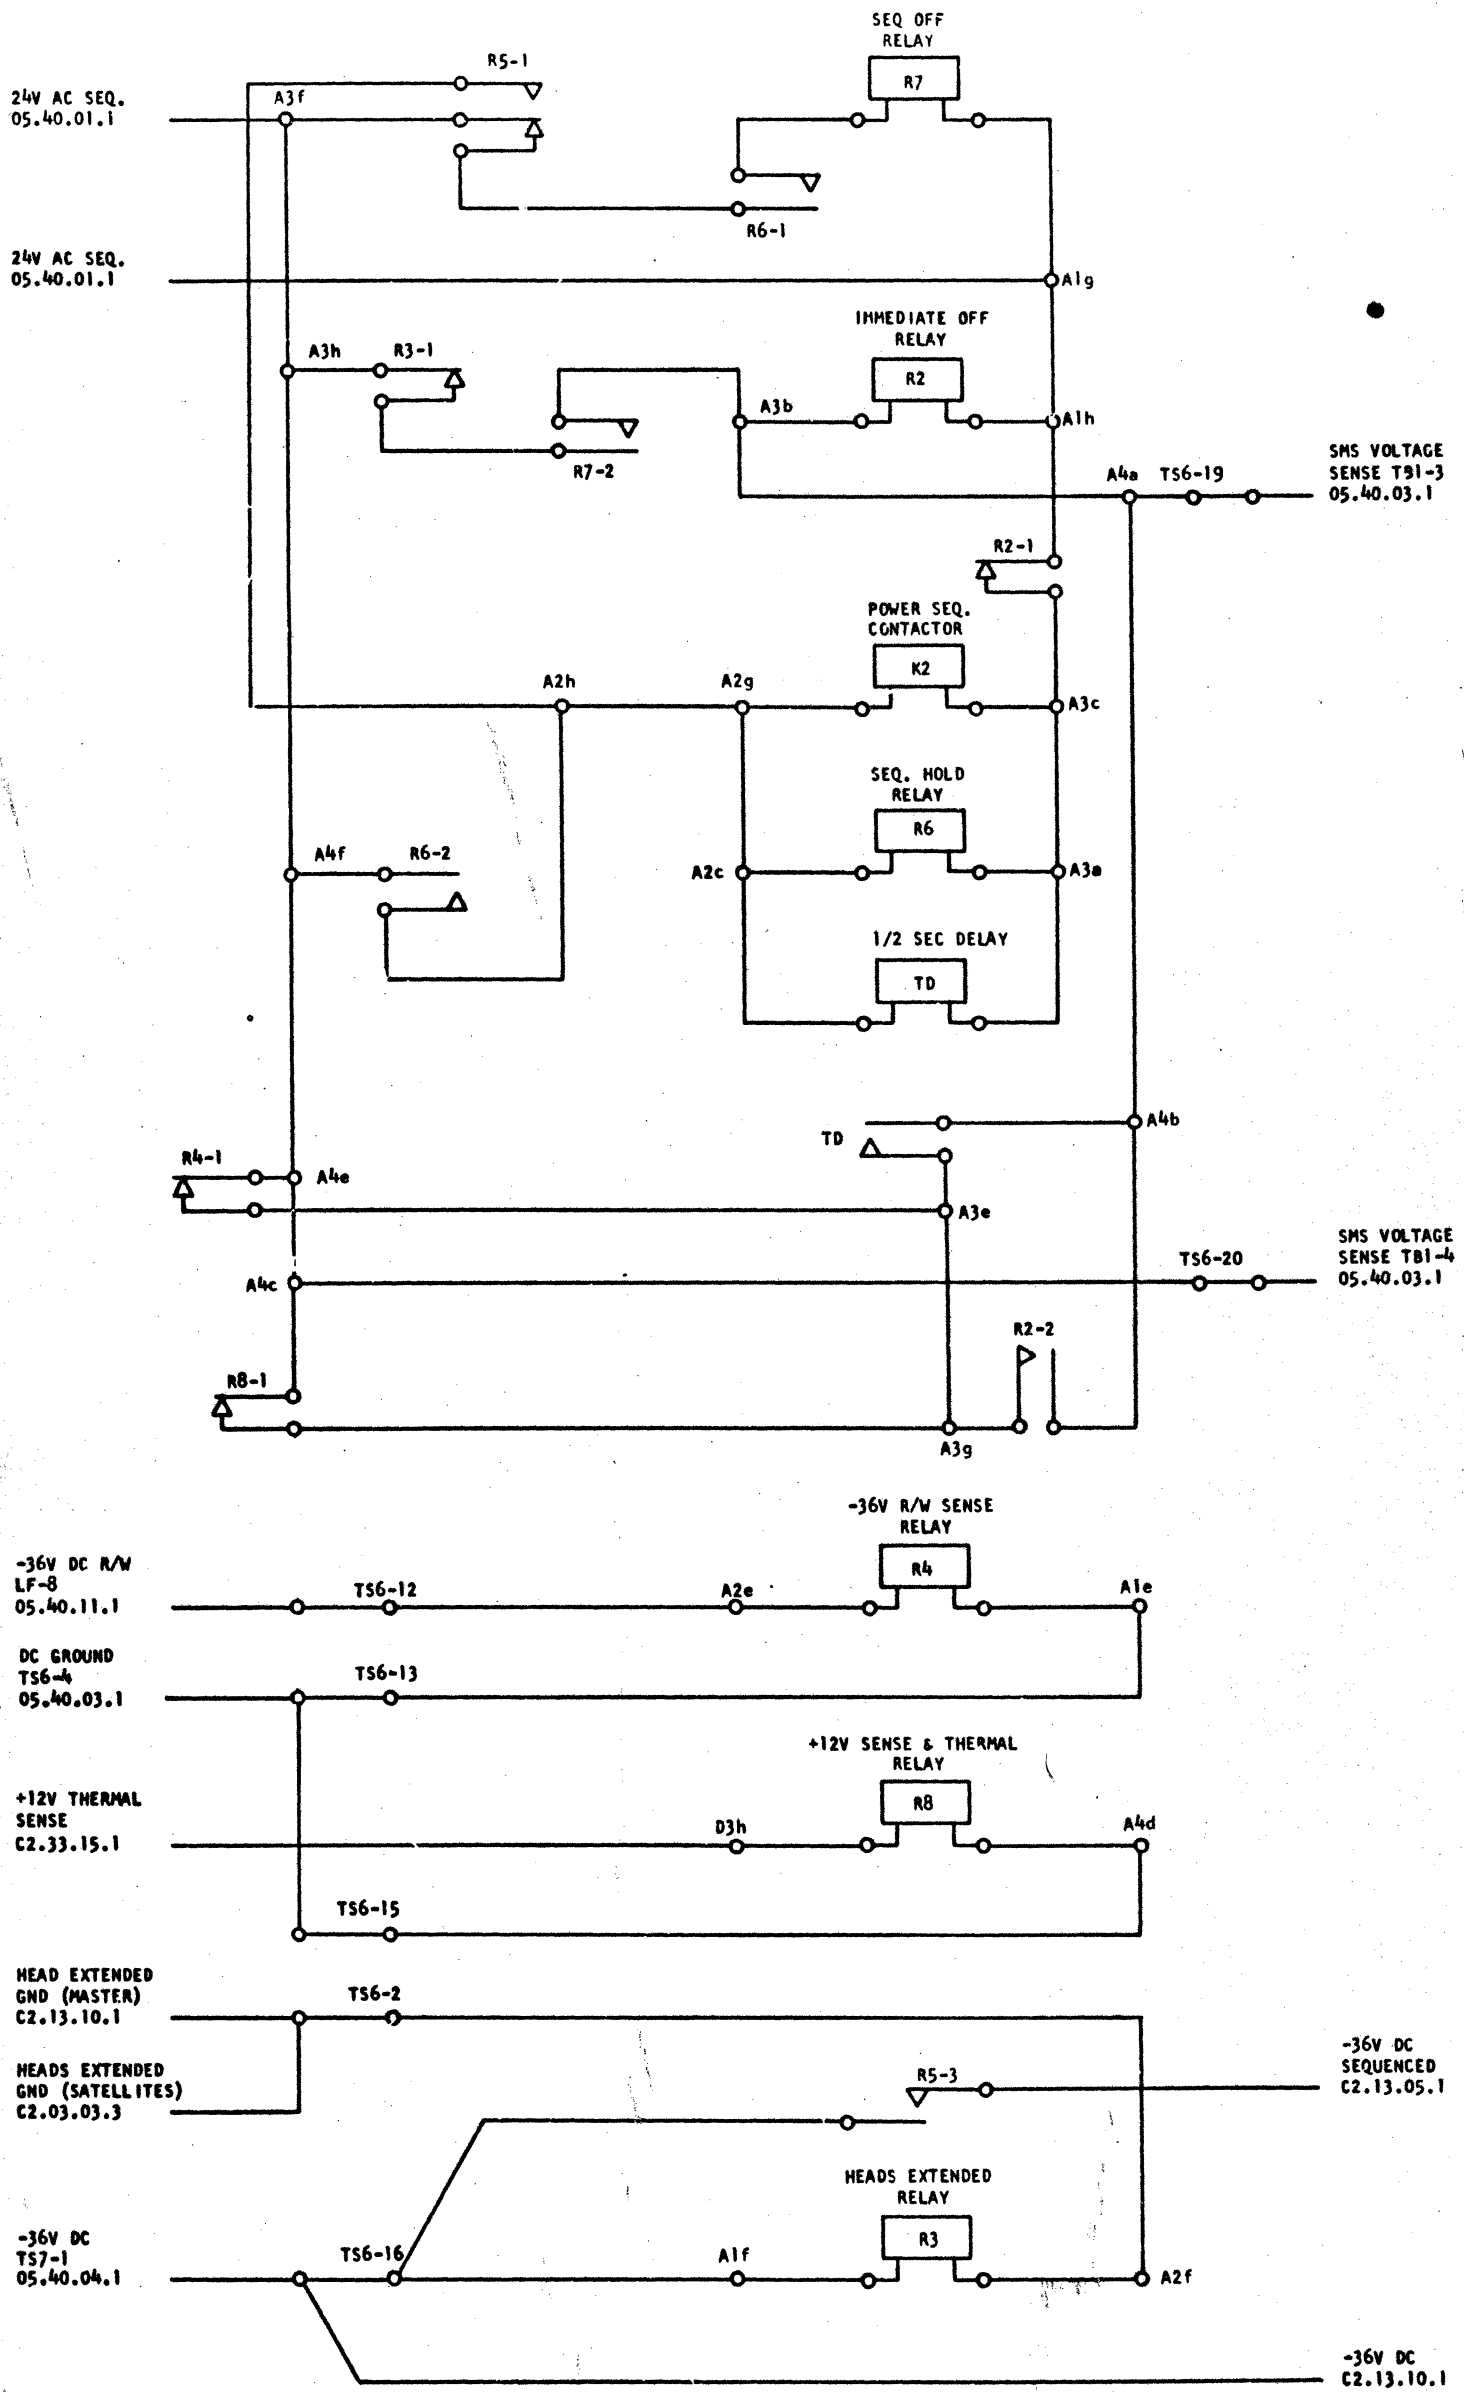 SEQ OFF
RELAY
R7
R5-1
24V AC SEQ.
05.40.01.1
A3f
R6-1
24V AC SEQ.
05.40.01.1
A1g
IMMEDIATE OFF
RELAY
R2
A3h
R3-1
A3b
A1h
R7-2
SMS VOLTAGE
SENSE TB1-3
05.40.03.1
A4a
TS6-19
R2-1
POWER SEQ.
CONTACTOR
K2
A2h
A2g
A3c
SEQ. HOLD
RELAY
R6
A4f
R6-2
A2c
A3a
1/2 SEC DELAY
TD
A4b
TD
R4-1
A4e
A3e
SMS VOLTAGE
SENSE TB1-4
05.40.03.1
TS6-20
A4c
R2-2
R8-1
A3g
-36V R/W SENSE
RELAY
R4
-36V DC R/W
LF-8
05.40.11.1
TS6-12
A2e
A1e
DC GROUND
TS6-4
05.40.03.1
TS6-13
+12V SENSE & THERMAL
RELAY
R8
+12V THERMAL
SENSE
C2.33.15.1
D3h
A4d
TS6-15
HEAD EXTENDED
GND (MASTER)
C2.13.10.1
TS6-2
HEADS EXTENDED
GND (SATELLITES)
C2.03.03.3
R5-3
-36V DC
SEQUENCED
C2.13.05.1
HEADS EXTENDED
RELAY
R3
-36V DC
TS7-1
05.40.04.1
TS6-16
A1f
A2f
-36V DC
C2.13.10.1